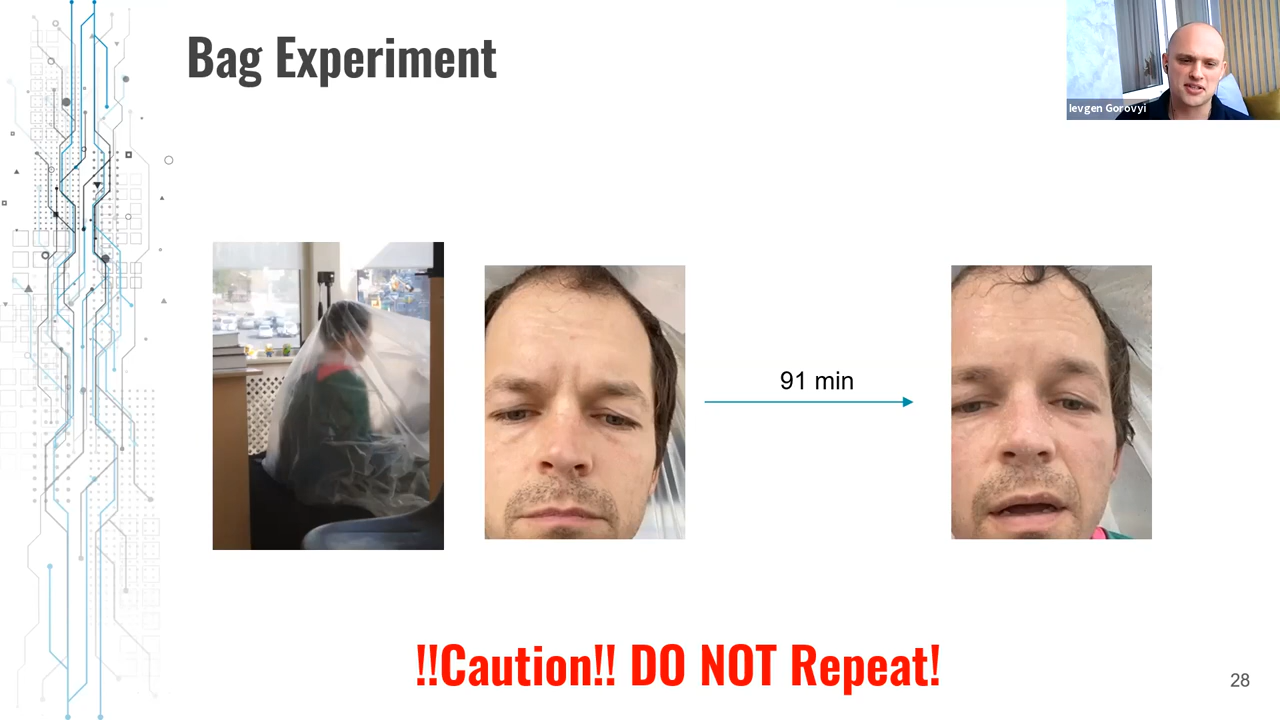 Bag Experiment
Ievgen Gorovyi
91 min
!!Caution!! DO NOT Repeat!
28